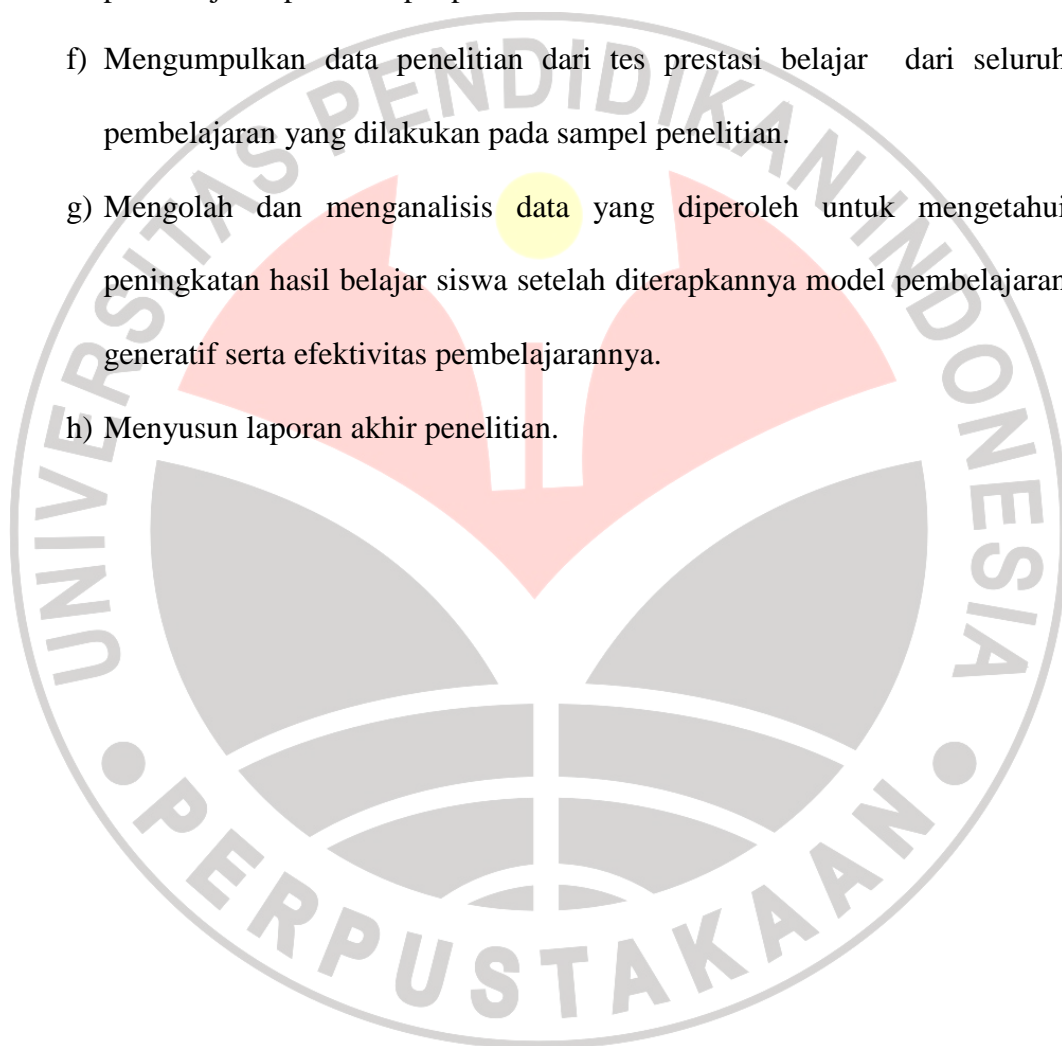 f) Mengumpulkan data penelitian dari tes prestasi belajar dari seluruh
pembelajaran yang dilakukan pada sampel penelitian.
g) Mengolah dan menganalisis data yang diperoleh untuk mengetahui
peningkatan hasil belajar siswa setelah diterapkannya model pembelajaran
generatif serta efektivitas pembelajarannya.
h) Menyusun laporan akhir penelitian.
UNIVERSITAS PENDIDIKAN INDONESIA
PERPUSTAKAAN